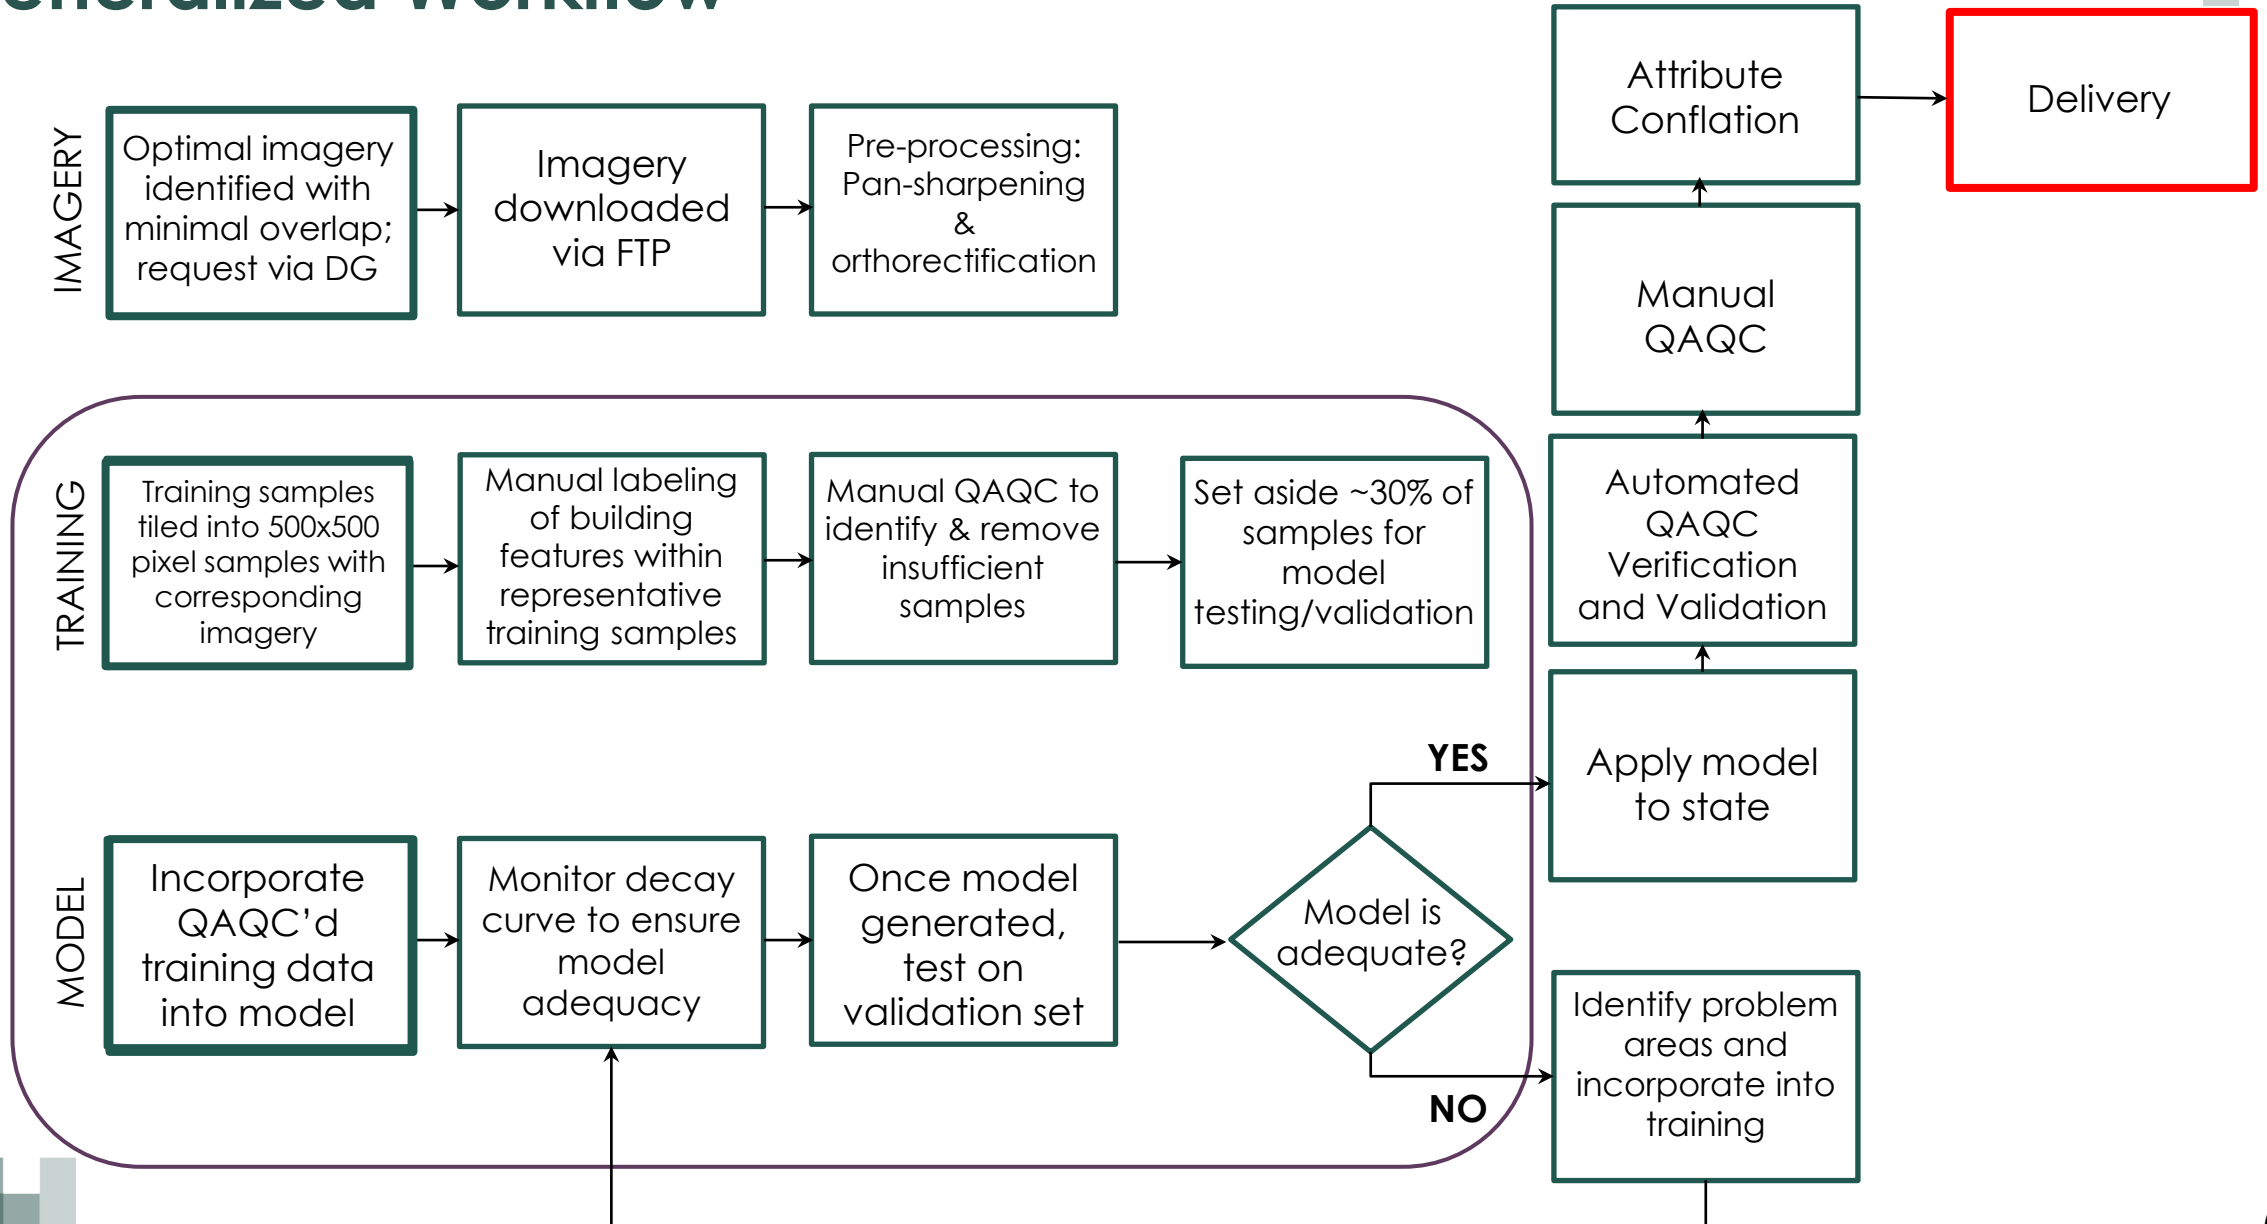 IMAGERY
Optimal imagery
identified with
minimal overlap;
request via DG
Imagery
downloaded
via FTP
Pre-processing:
Pan-sharpening
&
orthorectification
TRAINING
Training samples
tiled into 500x500
pixel samples with
corresponding
imagery
Manual labeling
of building
features within
representative
training samples
Manual QAQC to
identify & remove
insufficient
samples
Set aside ~30% of
samples for
model
testing/validation
MODEL
Incorporate
QAQC’d
training data
into model
Monitor decay
curve to ensure
model
adequacy
Once model
generated,
test on
validation set
Model is
adequate?
YES
NO
Identify problem
areas and
incorporate into
training
Apply model
to state
Automated
QAQC
Verification
and Validation
Manual
QAQC
Attribute
Conflation
Delivery